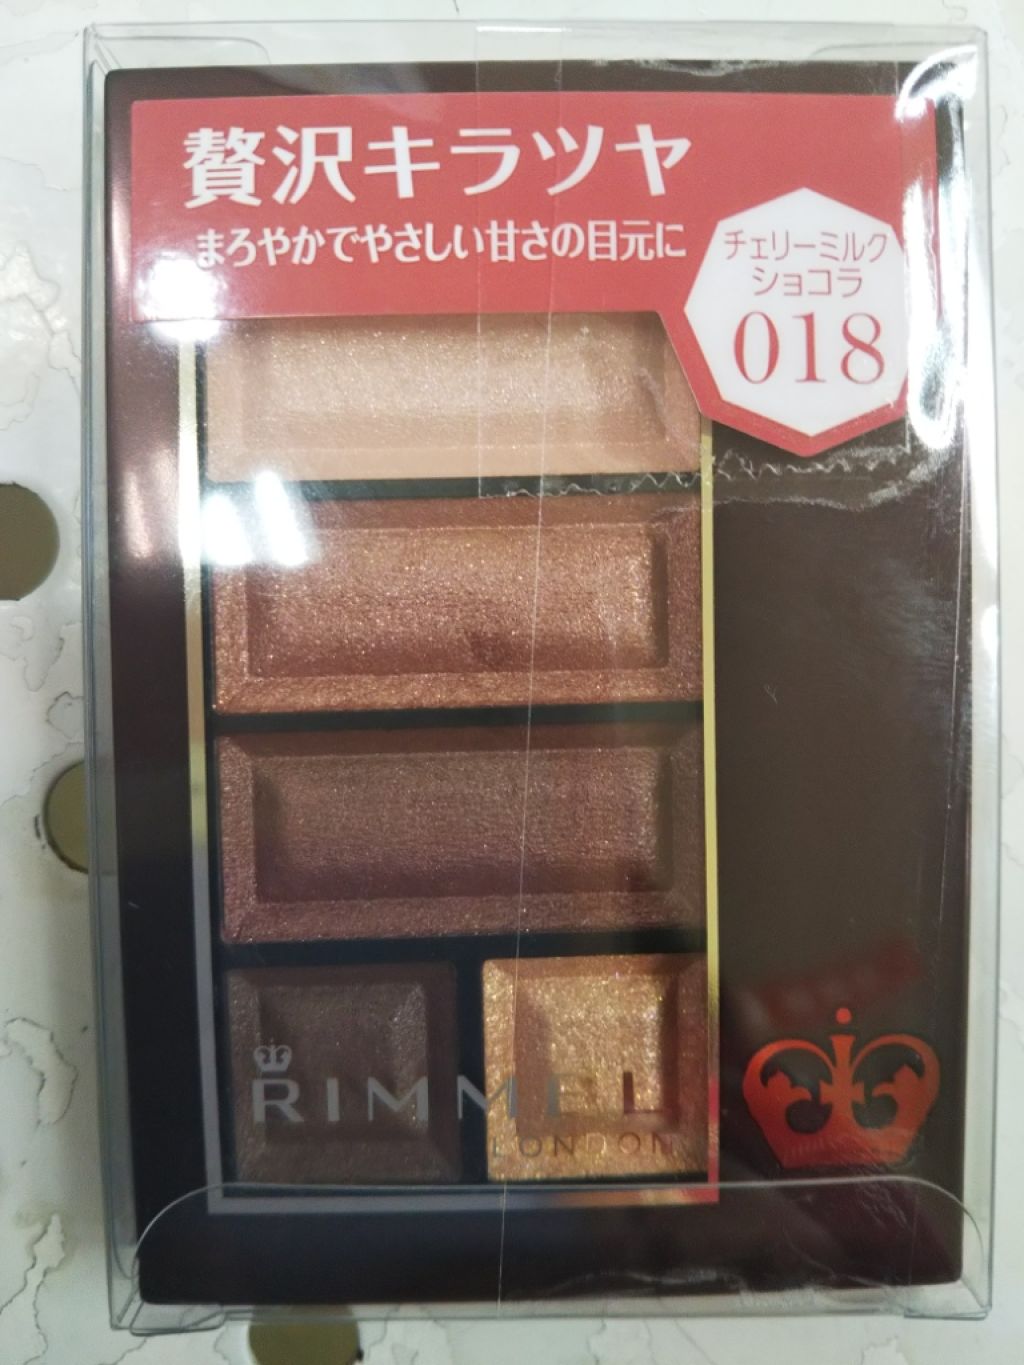 贅沢キラツヤ
まろやかでやさしい甘さの目元に
チェリーミルク
ショコラ
018
RIMMEL
LONDON